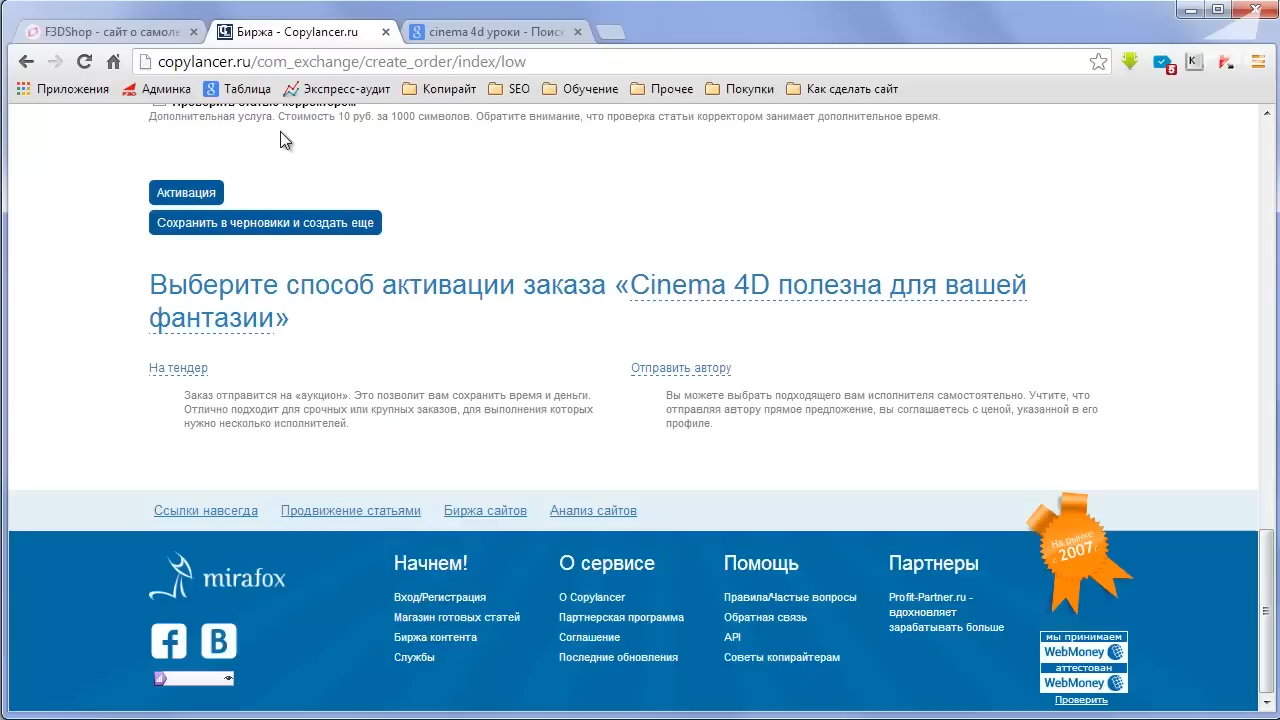 F3DShop - сайт о самоле
Биржа - Copylancer.ru
cinema 4d уроки - Поиск
copylancer.ru/com_exchange/create_order/index/low
5
K
Приложения
Админка
Таблица
Экспресс-аудит
Копирайт
SEO
Обучение
Прочее
Покупки
Как сделать сайт
Проверить статью корректором
Дополнительная услуга. Стоимость 10 руб. за 1000 символов. Обратите внимание, что проверка статьи корректором занимает дополнительное время.
Активация
Сохранить в черновики и создать еще
Выберите способ активации заказа «Cinema 4D полезна для вашей
фантазии»
На тендер
Заказ отправится на «аукцион». Это позволит вам сохранить время и деньги.
Отлично подходит для срочных или крупных заказов, для выполнения которых
нужно несколько исполнителей.
Отправить автору
Вы можете выбрать подходящего вам исполнителя самостоятельно. Учтите, что
отправляя автору прямое предложение, вы соглашаетесь с ценой, указанной в его
профиле.
Ссылки навсегда
Продвижение статьями
Биржа сайтов
Анализ сайтов
На рынке
с 2007г
mirafox
Начнем!
Вход/Регистрация
Магазин готовых статей
Биржа контента
Службы
О сервисе
О Copylancer
Партнерская программа
Соглашение
Последние обновления
Помощь
Правила/Частые вопросы
Обратная связь
API
Советы копирайтерам
Партнеры
Profit-Partner.ru -
вдохновляет
зарабатывать больше
мы принимаем
WebMoney
аттестован
WebMoney
Проверить